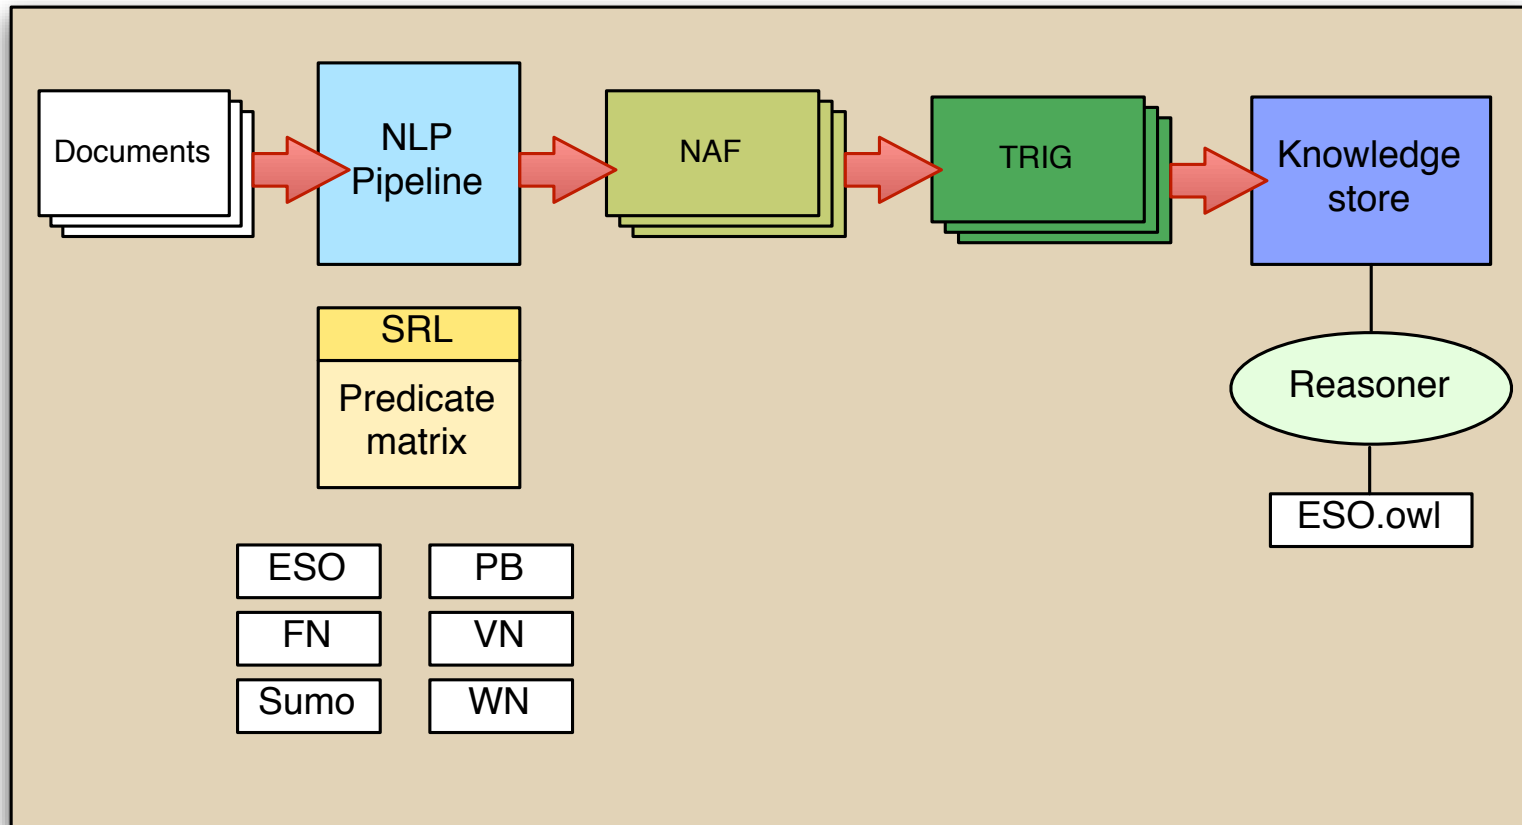 Documents
NLP
Pipeline
NAF
TRIG
Knowledge
store
SRL
Predicate
matrix
Reasoner
ESO.owl
ESO
PB
FN
VN
Sumo
WN